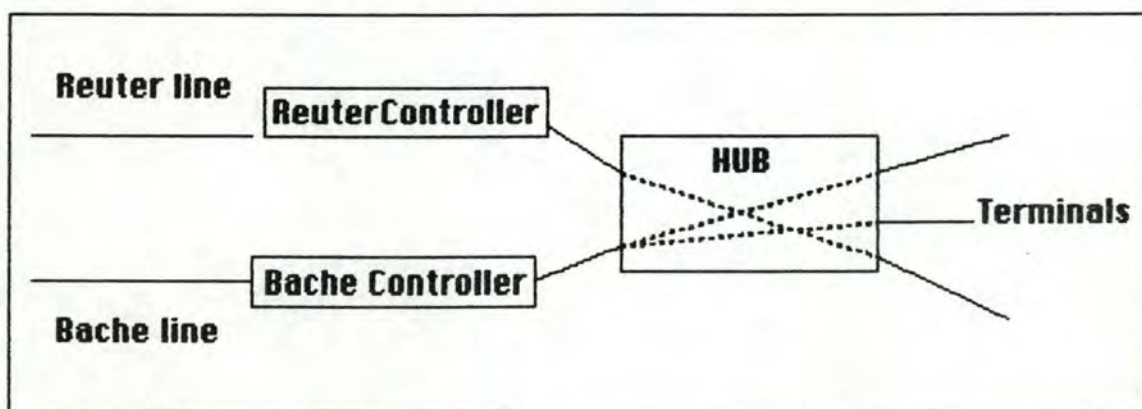 Reuter line
ReuterController
HUB
Terminals
Bache Controller
Bache line